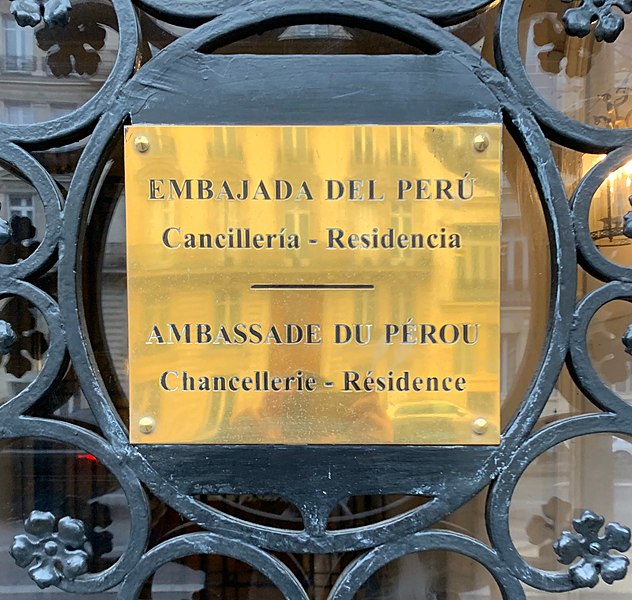 EMBAJADA DEL PERÚ
Cancillería - Residencia
AMBASSADE DU PÉROU
Chancellerie - Résidence